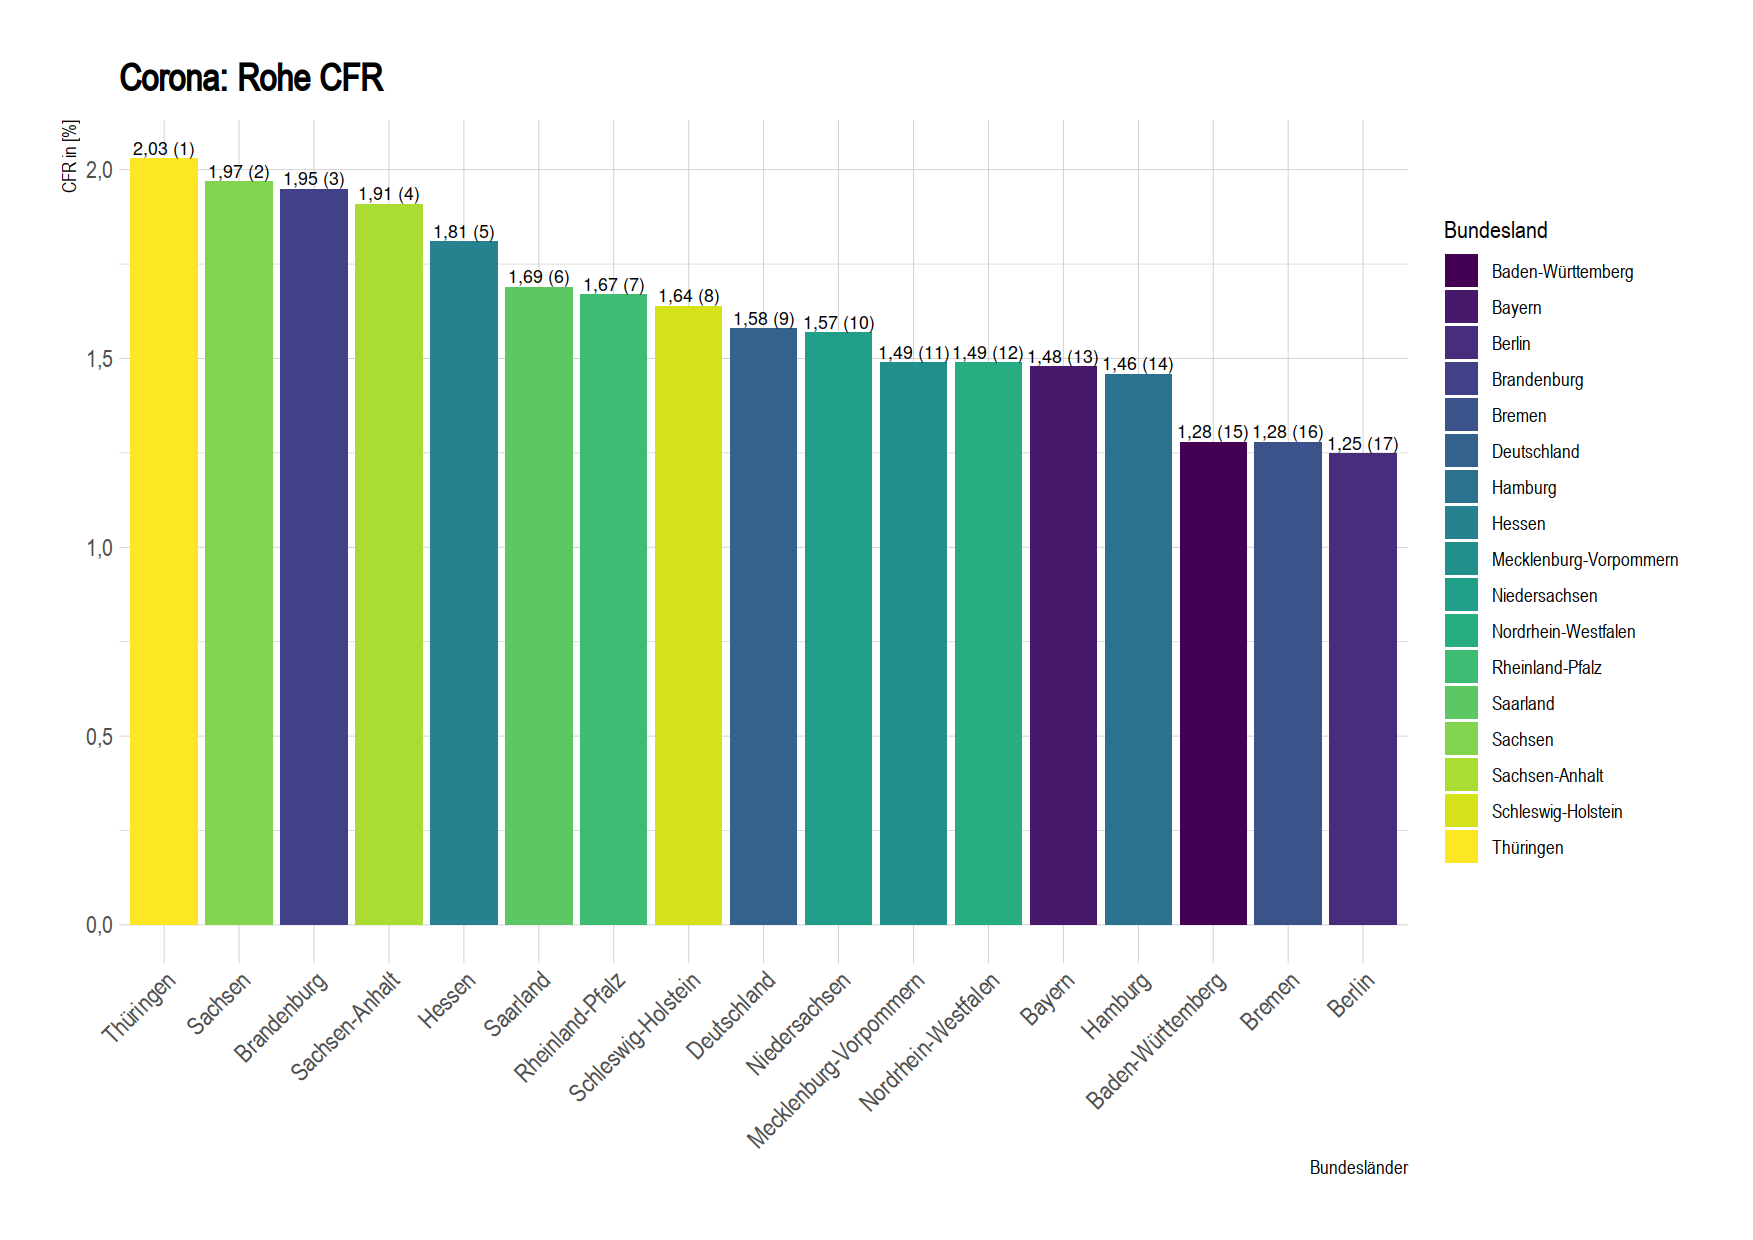 Corona: Rohe CFR
CFR in [%]
2,0
1,5
1,0
0,5
0,0
2,03 (1)
1,97 (2)
1,95 (3)
1,91 (4)
1,81 (5)
1,69 (6)
1,67 (7)
1,64 (8)
1,58 (9)
1,57 (10)
1,49 (11)
1,49 (12)
1,48 (13)
1,46 (14)
1,28 (15)
1,28 (16)
1,25 (17)
Thüringen
Sachsen
Brandenburg
Sachsen-Anhalt
Hessen
Saarland
Rheinland-Pfalz
Schleswig-Holstein
Deutschland
Niedersachsen
Mecklenburg-Vorpommern
Nordrhein-Westfalen
Bayern
Hamburg
Baden-Württemberg
Bremen
Berlin
Bundesländer
Bundesland
Baden-Württemberg
Bayern
Berlin
Brandenburg
Bremen
Deutschland
Hamburg
Hessen
Mecklenburg-Vorpommern
Niedersachsen
Nordrhein-Westfalen
Rheinland-Pfalz
Saarland
Sachsen
Sachsen-Anhalt
Schleswig-Holstein
Thüringen